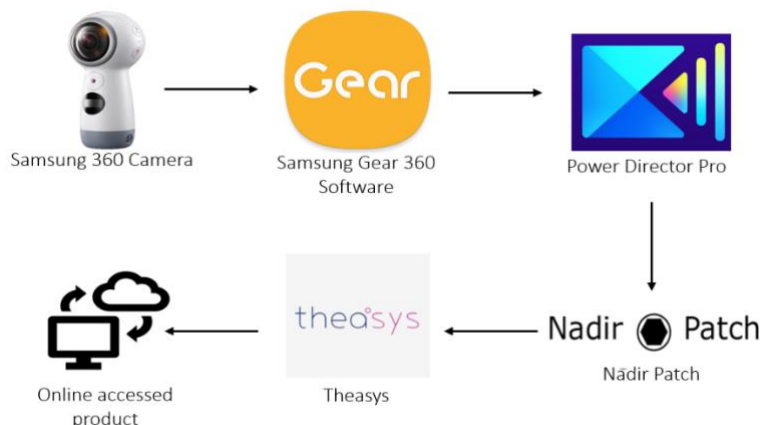 Gear
Samsung 360 Camera
Samsung Gear 360
Software
Power Director Pro
theasys
Nadir Patch
Online accessed
product
Theasys
Nadir Patch